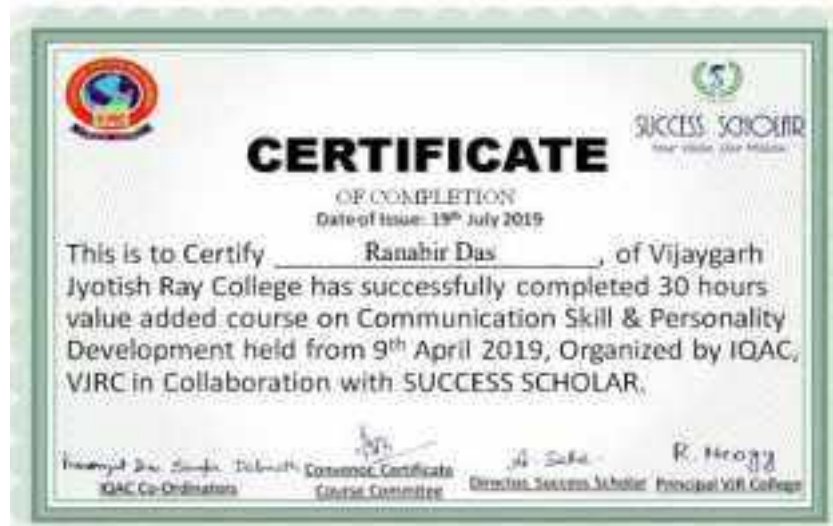 SUCCESS SCHOLAR
CERTIFICATE
OF COMPLETION
Date of Issue: 19th July 2019
This is to Certify Ranabir Das, of Vijaygarh
Jyotish Ray College has successfully completed 30 hours
value added course on Communication Skill & Personality
Development held from 9th April 2019, Organized by IQAC,
VJRC in Collaboration with SUCCESS SCHOLAR.
R. Neogy
IQAC Co-Ordinators Convenor, Certificate Course Committee Director, Success Scholar Principal VJR College